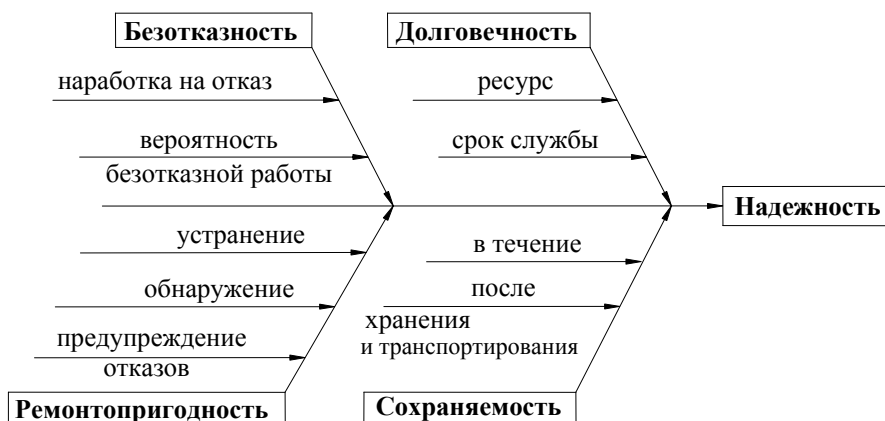 Безотказность
Долговечность
наработка на отказ
ресурс
вероятность
срок службы
безотказной работы
Надежность
устранение
в течение
обнаружение
после
хранения
и транспортирования
предупреждение
отказов
Ремонтопригодность
Сохраняемость